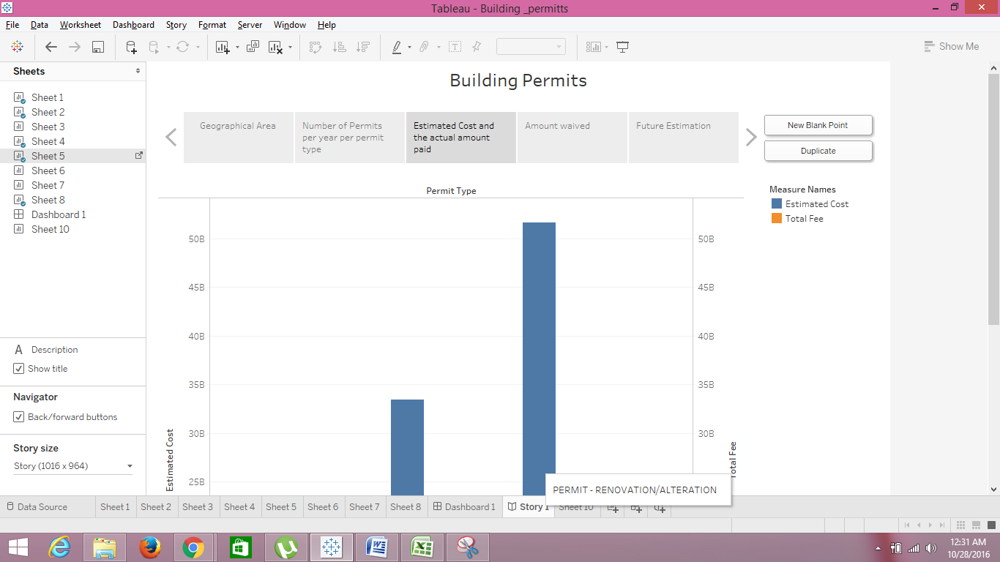 Tableau - Building _permitts
File Data Worksheet Dashboard Story Format Server Window Help
Show Me
Sheets
Sheet 1
Sheet 2
Sheet 3
Sheet 4
Sheet 5
Sheet 6
Sheet 7
Sheet 8
Dashboard 1
Sheet 10
A Description
Show title
Navigator
Back/forward buttons
Story size
Story (1016 x 964)
Building Permits
Geographical Area
Number of Permits
per year per permit
type
Estimated Cost and
the actual amount
paid
Amount waived
Future Estimation
New Blank Point
Duplicate
Measure Names
Estimated Cost
Total Fee
Permit Type
50B
45B
40B
35B
30B
25B
Estimated Cost
50B
45B
40B
35B
30B
Total Fee
PERMIT - RENOVATION/ALTERATION
Data Source Sheet 1 Sheet 2 Sheet 3 Sheet 4 Sheet 5 Sheet 6 Sheet 7 Sheet 8 Dashboard 1 Story 1 Sheet 10
12:31 AM
10/28/2016